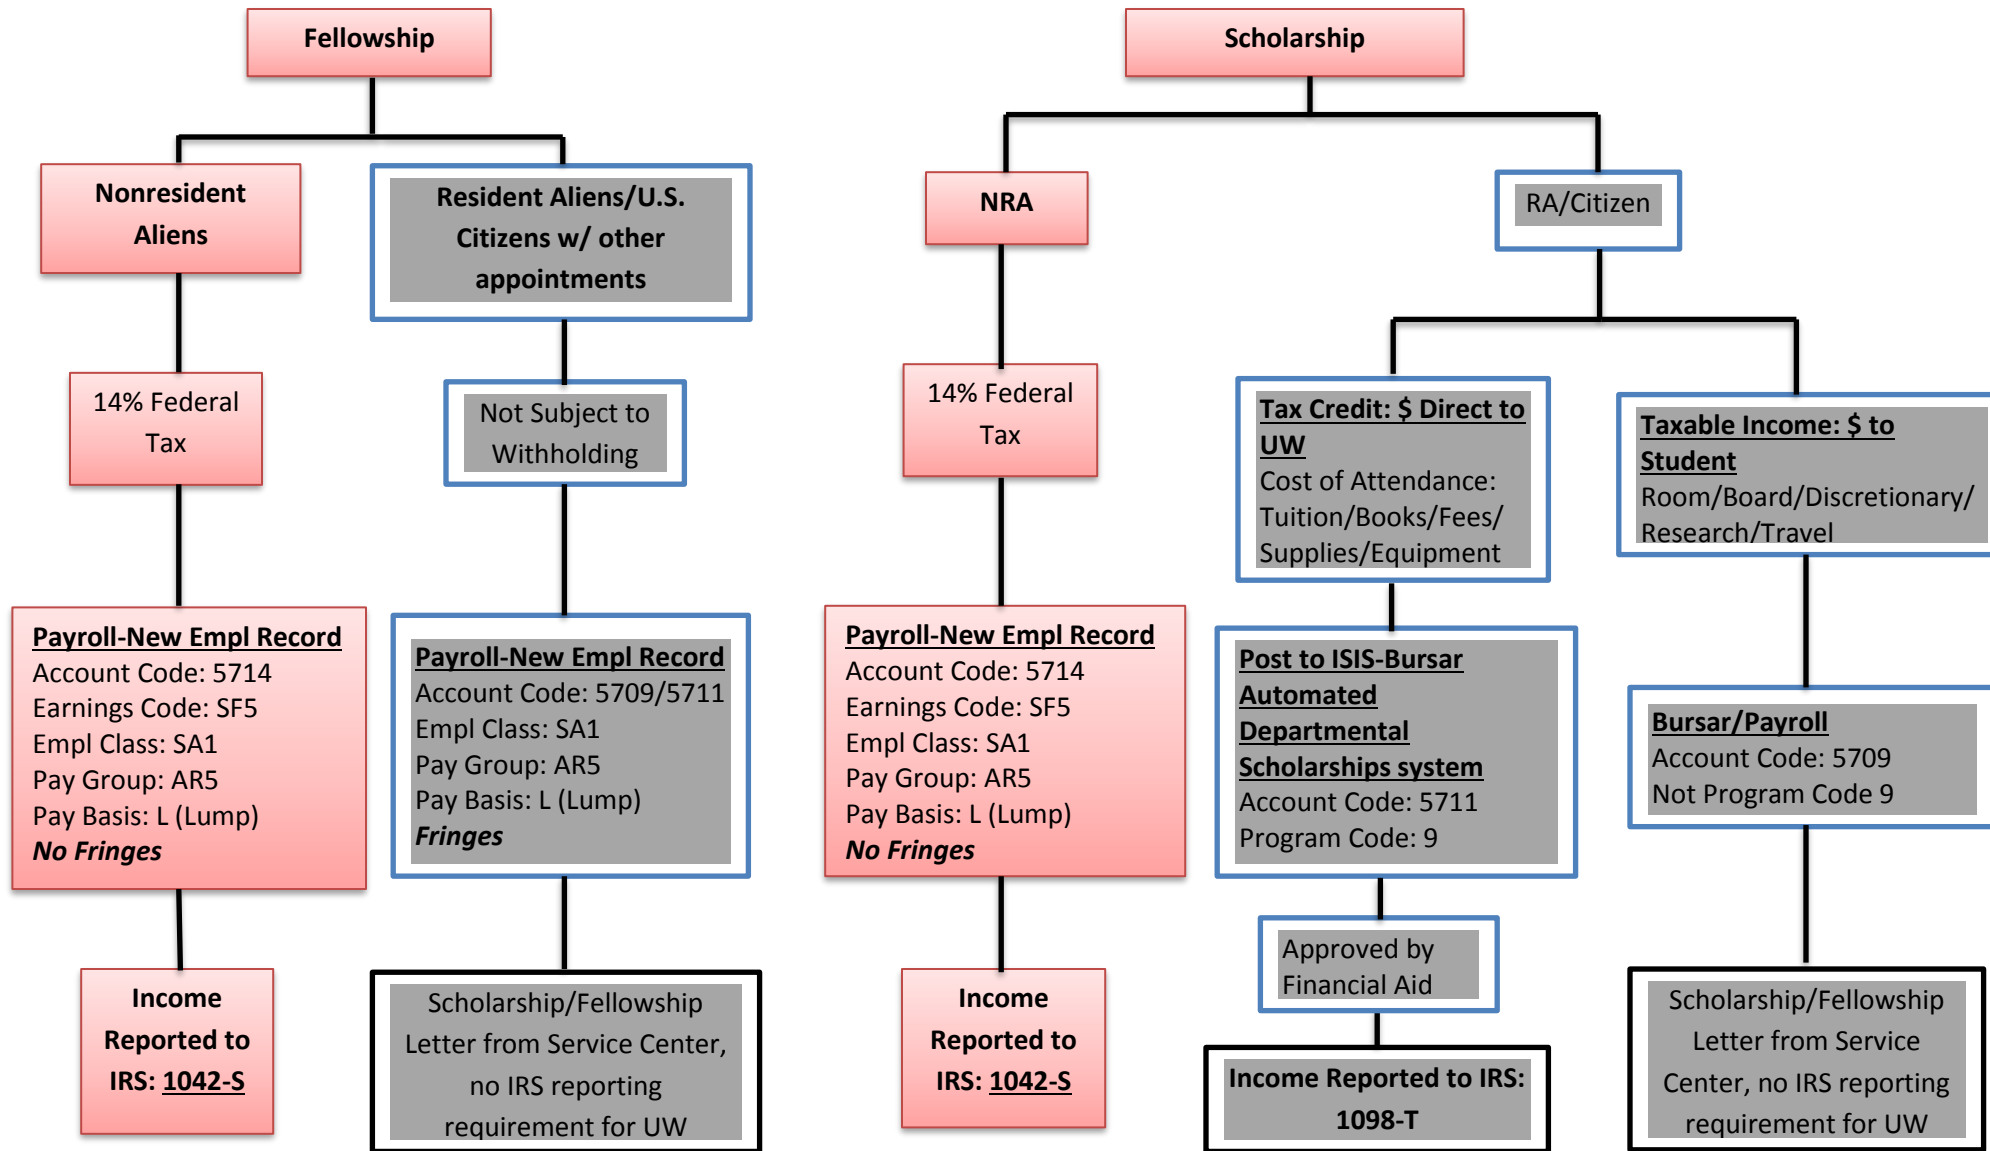 Fellowship
Nonresident
Aliens
14% Federal
Tax
Payroll-New Empl Record
Account Code: 5714
Earnings Code: SF5
Empl Class: SA1
Pay Group: AR5
Pay Basis: L (Lump)
No Fringes
Income
Reported to
IRS: 1042-S
Resident Aliens/U.S.
Citizens w/ other
appointments
Not Subject to
Withholding
Payroll-New Empl Record
Account Code: 5709/5711
Empl Class: SA1
Pay Group: AR5
Pay Basis: L (Lump)
Fringes
Scholarship/Fellowship
Letter from Service Center,
no IRS reporting
requirement for UW
Scholarship
NRA
14% Federal
Tax
Payroll-New Empl Record
Account Code: 5714
Earnings Code: SF5
Empl Class: SA1
Pay Group: AR5
Pay Basis: L (Lump)
No Fringes
Income
Reported to
IRS: 1042-S
RA/Citizen
Tax Credit: $ Direct to
UW
Cost of Attendance:
Tuition/Books/Fees/
Supplies/Equipment
Post to ISIS-Bursar
Automated
Departmental
Scholarships system
Account Code: 5711
Program Code: 9
Approved by
Financial Aid
Income Reported to IRS:
1098-T
Taxable Income: $ to
Student
Room/Board/Discretionary/
Research/Travel
Bursar/Payroll
Account Code: 5709
Not Program Code 9
Scholarship/Fellowship
Letter from Service
Center, no IRS reporting
requirement for UW